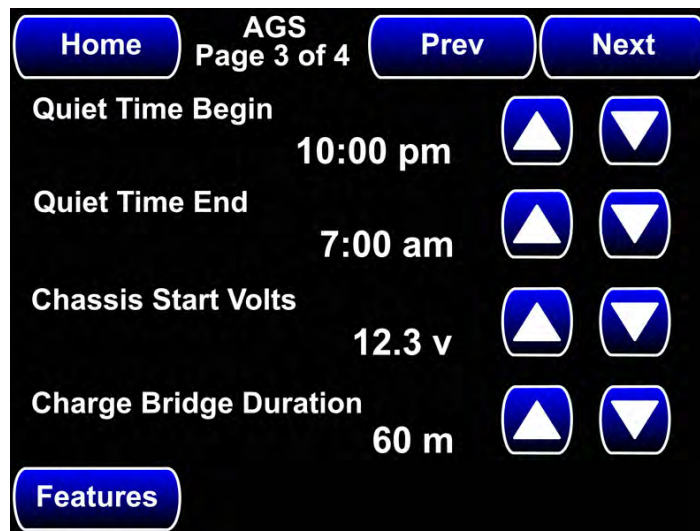 Home
AGS
Page 3 of 4
Prev
Next
Quiet Time Begin
10:00 pm
Quiet Time End
7:00 am
Chassis Start Volts
12.3 v
Charge Bridge Duration
60 m
Features